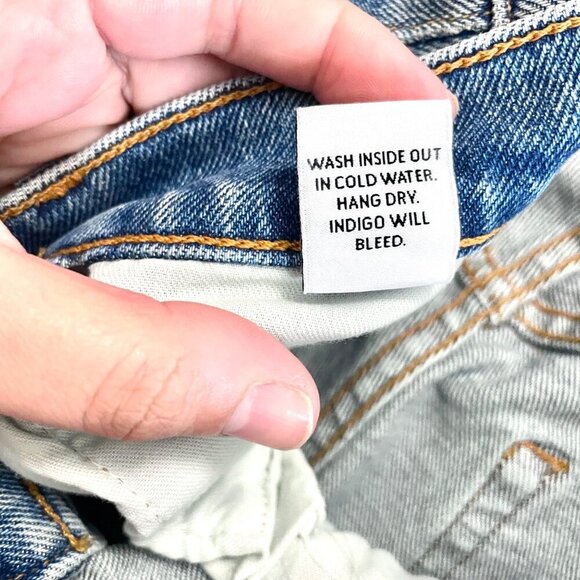 WASH INSIDE OUT
IN COLD WATER.
HANG DRY.
INDIGO WILL
BLEED.